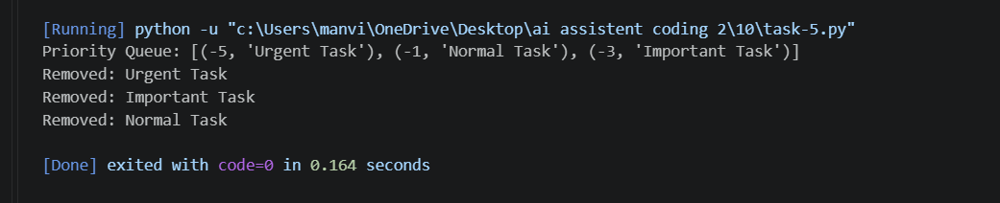 [Running] python -u "c:\Users\manvi\OneDrive\Desktop\ai assistent coding 2\10\task-5.py"
Priority Queue: [(-5, 'Urgent Task'), (-1, 'Normal Task'), (-3, 'Important Task')]
Removed: Urgent Task
Removed: Important Task
Removed: Normal Task
[Done] exited with code=0 in 0.164 seconds